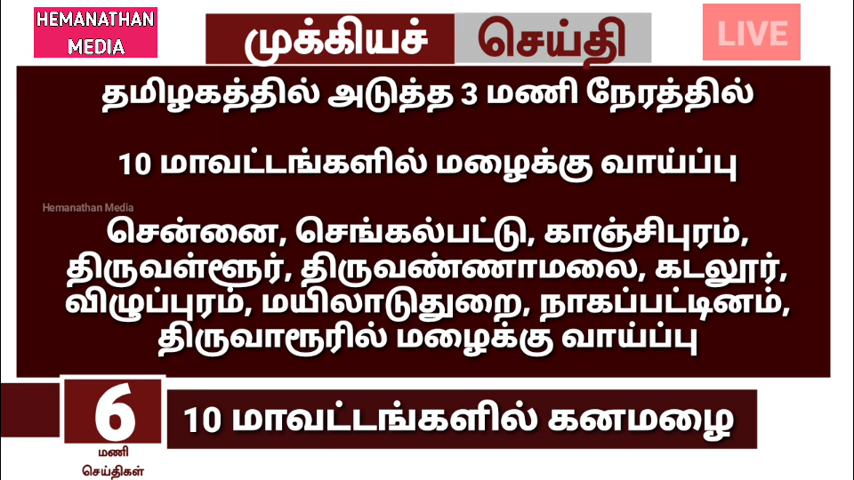 HEMANATHAN
MEDIA
முக்கியச் செய்தி
LIVE
தமிழகத்தில் அடுத்த 3 மணி நேரத்தில்
10 மாவட்டங்களில் மழைக்கு வாய்ப்பு
Hemanathan Media
சென்னை, செங்கல்பட்டு, காஞ்சிபுரம்,
திருவள்ளூர், திருவண்ணாமலை, கடலூர்,
விழுப்புரம், மயிலாடுதுறை, நாகப்பட்டினம்,
திருவாரூரில் மழைக்கு வாய்ப்பு
6
மணி
செய்திகள்
10 மாவட்டங்களில் கனமழை